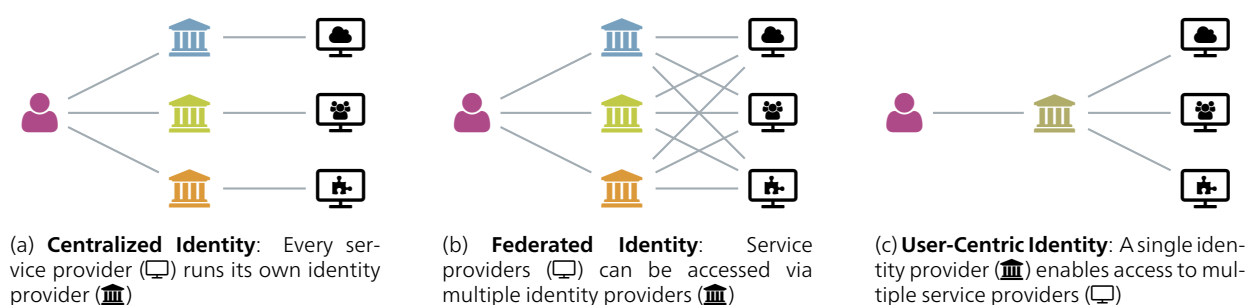 (a) Centralized Identity: Every ser-
vice provider () runs its own identity
provider ()
(b) Federated Identity: Service
providers () can be accessed via
multiple identity providers ()
(c) User-Centric Identity: A single iden-
tity provider () enables access to mul-
tiple service providers ()